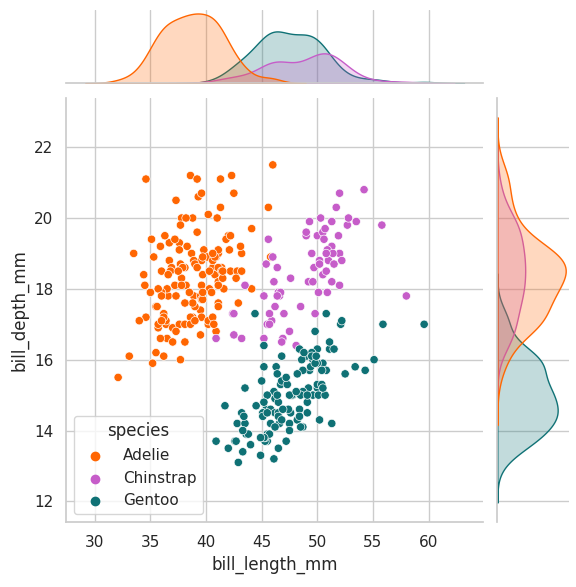 22
20
18
16
14
12
bill_depth_mm
species
Adelie
Chinstrap
Gentoo
30 35 40 45 50 55 60
bill_length_mm